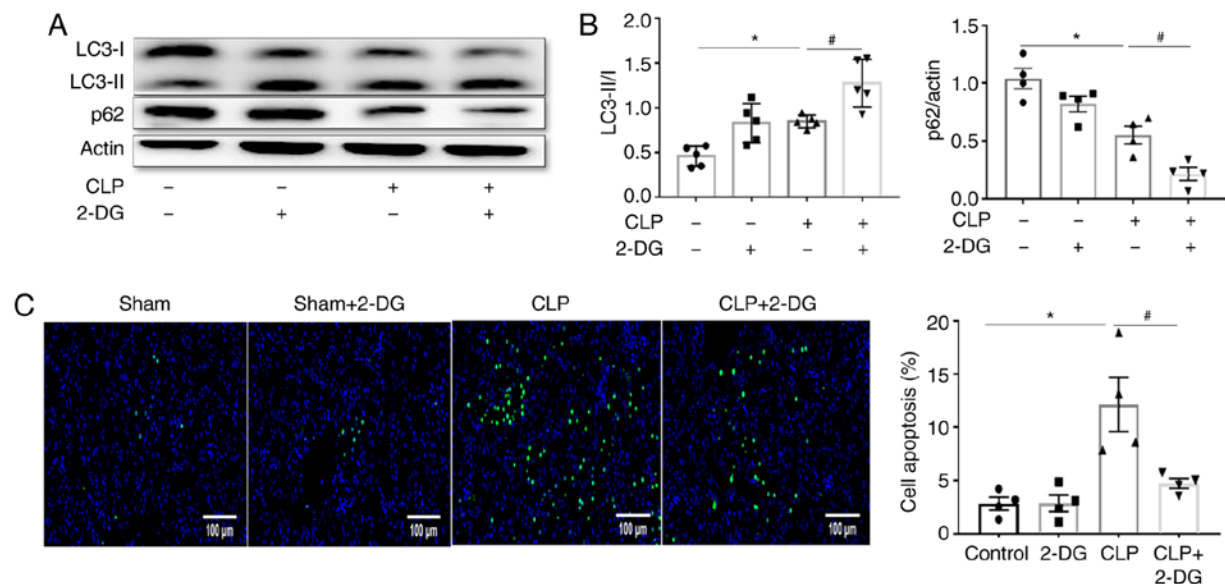 A
LC3-I
LC3-II
p62
Actin
CLP – – + +
2-DG – + – +
B
LC3-II/I
2.0
1.5
1.0
0.5
0.0
* #
CLP – – + +
2-DG – + – +
p62/actin
1.5
1.0
0.5
0.0
* #
CLP – – + +
2-DG – + – +
C
Sham Sham+2-DG CLP CLP+2-DG
100 µm 100 µm 100 µm 100 µm
Cell apoptosis (%)
20
15
10
5
0
* #
Control 2-DG CLP CLP+
2-DG